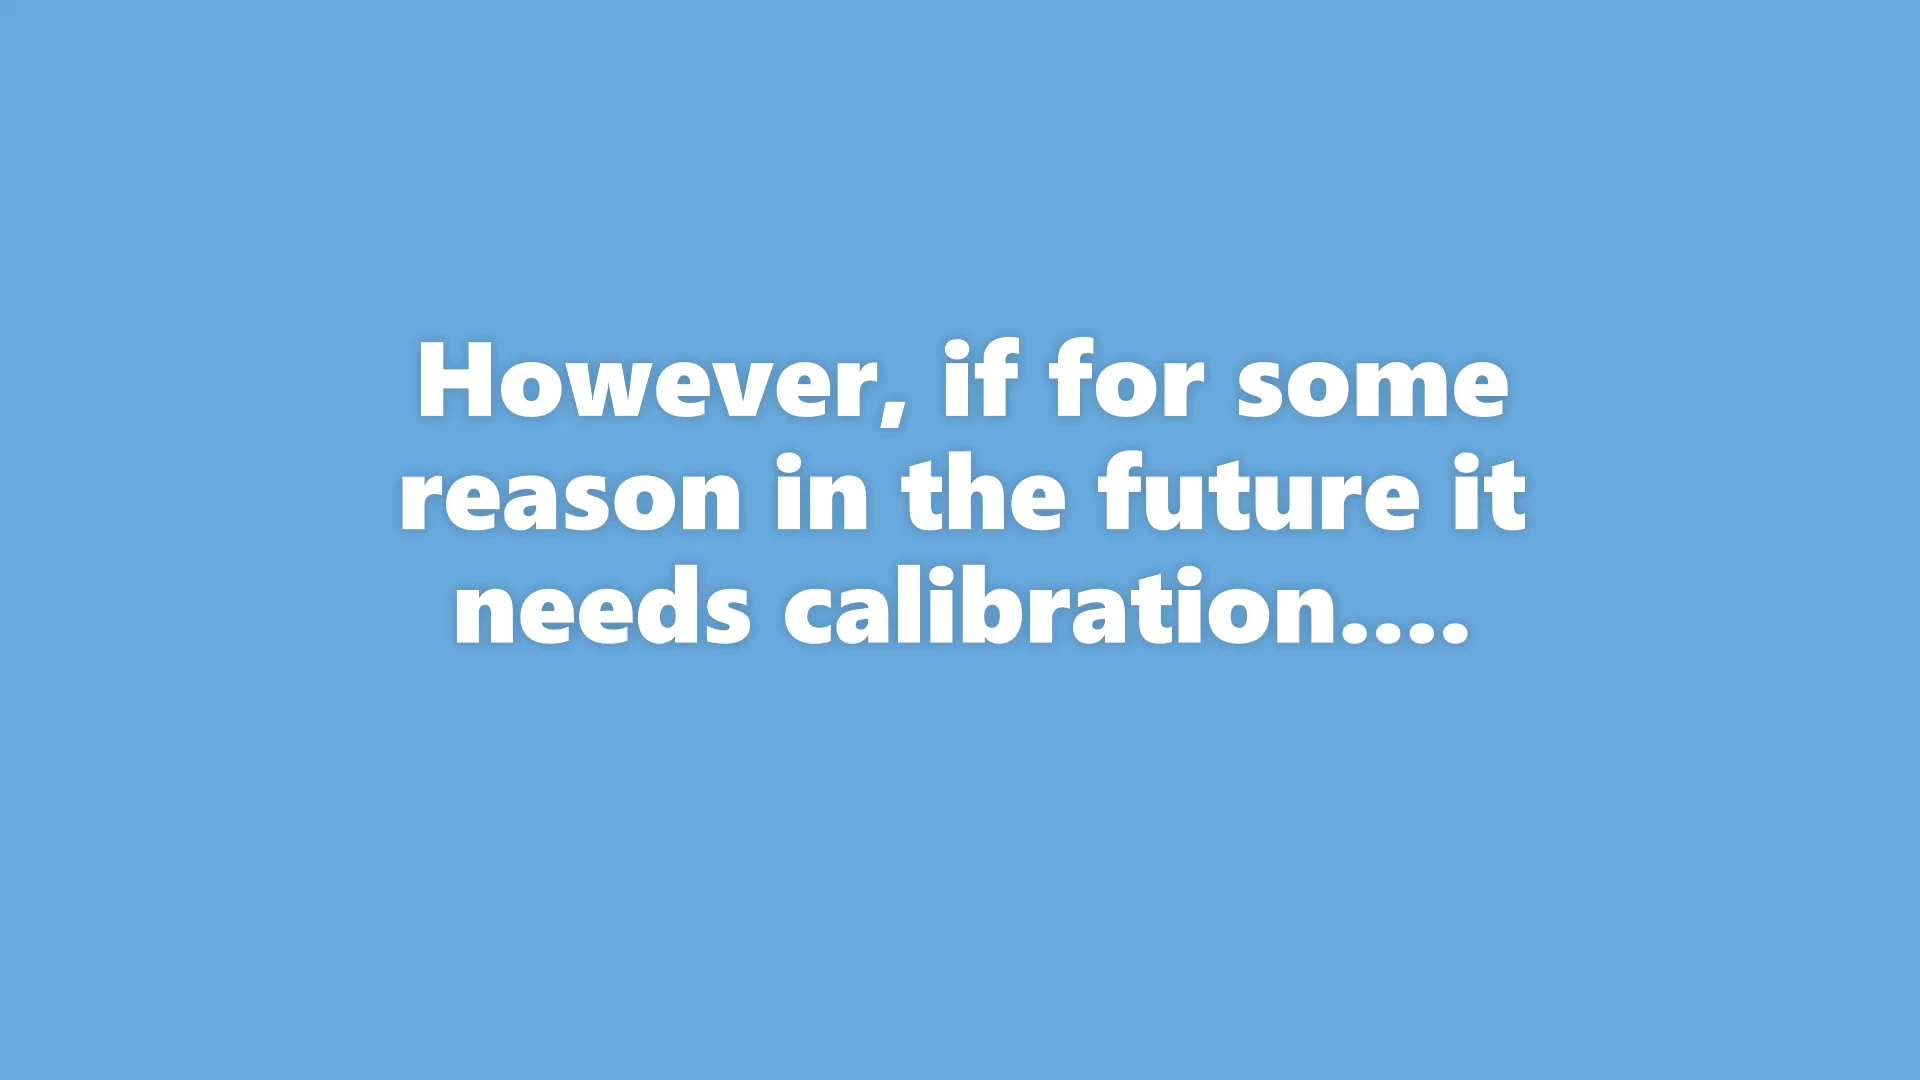 However, if for some
reason in the future it
needs calibration....